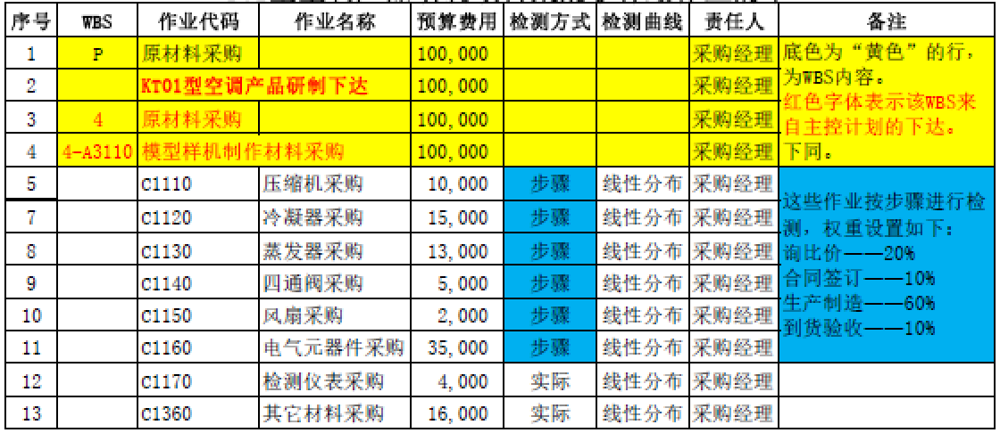 序号 WBS 作业代码 作业名称 预算费用 检测方式 检测曲线 责任人 备注
1 P 原材料采购 100,000 采购经理 底色为“黄色”的行，
为WBS内容。
2 KT01型空调产品研制下达 100,000 采购经理
红色字体表示该WBS来
3 4 原材料采购 100,000 采购经理 自主控计划的下达。
4 4-A3110 模型样机制作材料采购 100,000 采购经理 下同。
5 C1110 压缩机采购 10,000 步骤 线性分布 采购经理
这些作业按步骤进行检
7 C1120 冷凝器采购 15,000 步骤 线性分布 采购经理 测，权重设置如下：
8 C1130 蒸发器采购 13,000 步骤 线性分布 采购经理 询比价——20%
9 C1140 四通阀采购 5,000 步骤 线性分布 采购经理 合同签订——10%
10 C1150 风扇采购 2,000 步骤 线性分布 采购经理 生产制造——60%
到货验收——10%
11 C1160 电气元器件采购 35,000 步骤 线性分布 采购经理
12 C1170 检测仪表采购 4,000 实际 线性分布 采购经理
13 C1360 其它材料采购 16,000 实际 线性分布 采购经理